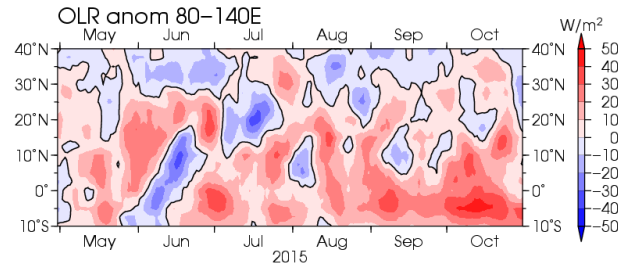 OLR anom 80−140E
W/m²
May Jun Jul Aug Sep Oct
40°N 40°N 50
30°N 30°N 40
20°N 20°N 30
10°N 10°N 20
0° 0° 10
10°S 10°S 0
−10
−20
−30
−40
−50
May Jun Jul Aug Sep Oct
2015